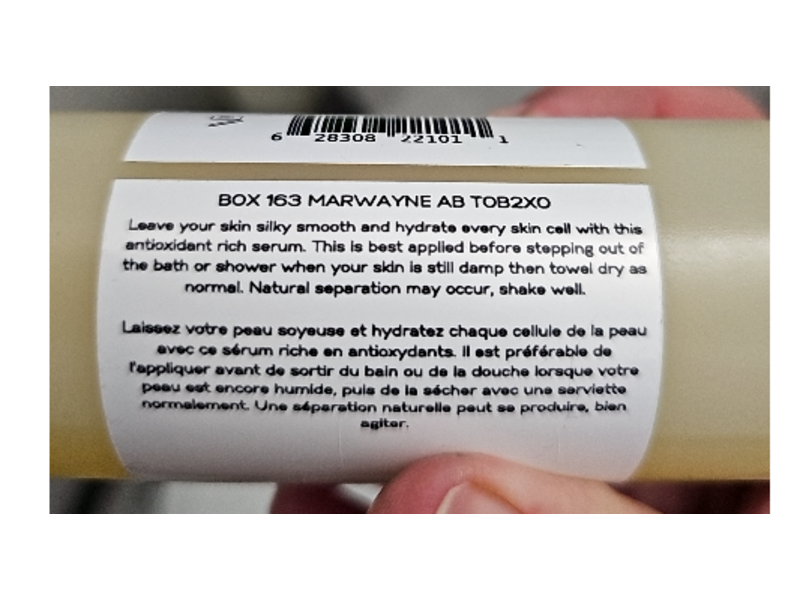 6 28308 22101 1
BOX 163 MARWAYNE AB T0B2X0
Leave your skin silky smooth and hydrate every skin cell with this
antioxidant rich serum. This is best applied before stepping out of
the bath or shower when your skin is still damp then towel dry as
normal. Natural separation may occur, shake well.
Laissez votre peau soyeuse et hydratez chaque cellule de la peau
avec ce sérum riche en antioxydants. Il est préférable de
l'appliquer avant de sortir du bain ou de la douche lorsque votre
peau est encore humide, puis de la sécher avec une serviette
normalement. Une séparation naturelle peut se produire, bien
agiter.